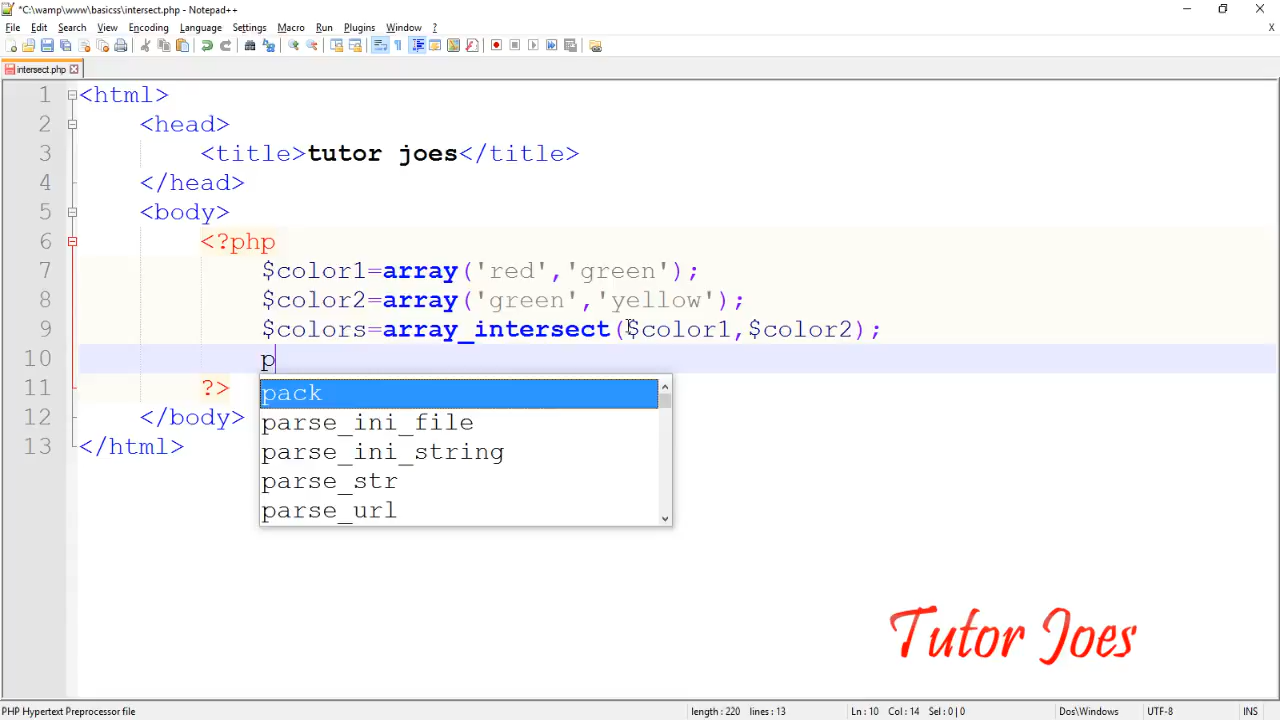 *C:\wamp\www\basicss\intersect.php - Notepad++
File Edit Search View Encoding Language Settings Macro Run Plugins Window ?
X
intersect.php
1 <html>
2 <head>
3 <title>tutor joes</title>
4 </head>
5 <body>
6 <?php
7 $color1=array('red','green');
8 $color2=array('green','yellow');
9 $colors=array_intersect($color1,$color2);
10 p
11 ?>
pack
12 </body>
parse_ini_file
13 </html>
parse_ini_string
parse_str
parse_url
Tutor Joes
PHP Hypertext Preprocessor file length : 220 lines : 13 Ln : 10 Col : 14 Sel : 0 | 0 Dos\Windows UTF-8 INS